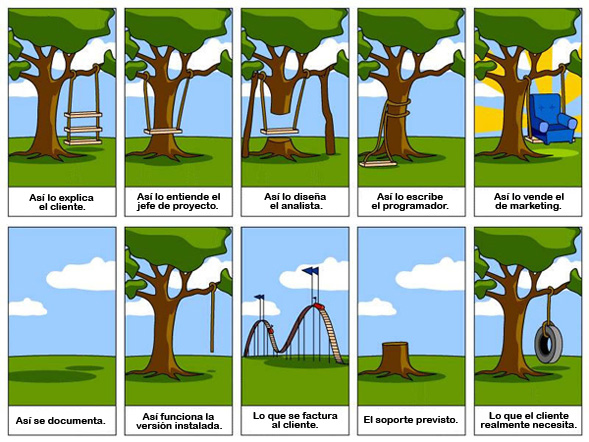 Así lo explica
el cliente.
Así lo entiende el
jefe de proyecto.
Así lo diseña
el analista.
Así lo escribe
el programador.
Así lo vende el
de marketing.
Así se documenta.
Así funciona la
versión instalada.
Lo que se factura
al cliente.
El soporte previsto.
Lo que el cliente
realmente necesita.